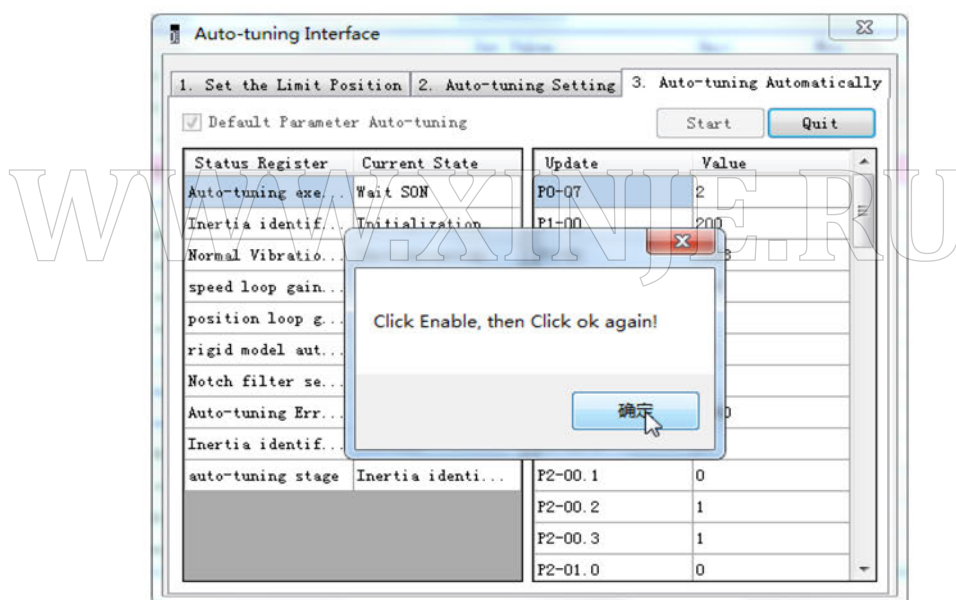 Auto-tuning Interface
1. Set the Limit Position 2. Auto-tuning Setting 3. Auto-tuning Automatically
Default Parameter Auto-tuning Start Quit
Status Register Current State Update Value
Auto-tuning exe... Wait SON P0-07 2
Inertia identif... Initialization P1-00 200
Normal Vibratio...
speed loop gain...
position loop g...
rigid model aut...
Notch filter se...
Auto-tuning Err...
Inertia identif...
auto-tuning stage Inertia identi... P2-00.1 0
P2-00.2 1
P2-00.3 1
P2-01.0 0
Click Enable, then Click ok again!
确定
WWW.XINJE.RU